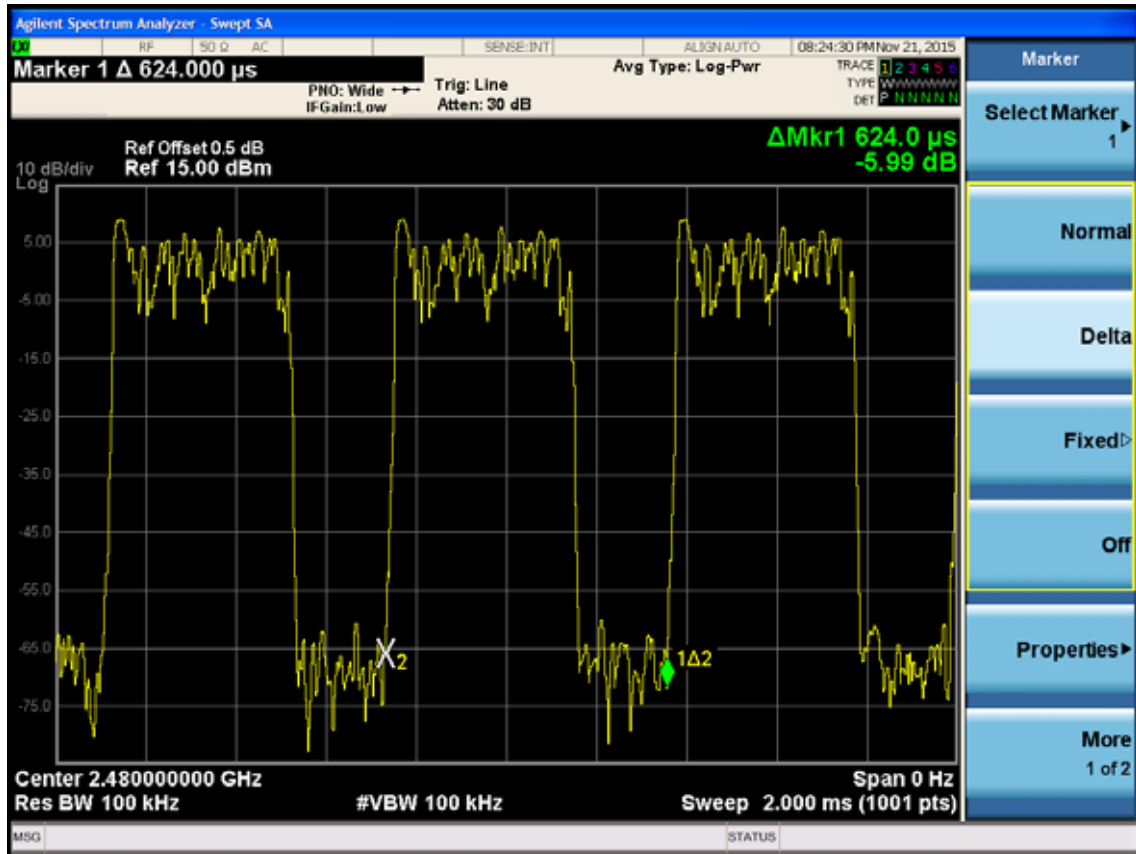 Agilent Spectrum Analyzer - Swept SA
RF 50 Ω AC SENSE:INT ALIGN AUTO 08:24:30 PM Nov 21, 2015
Marker 1 Δ 624.000 µs
PNO: Wide
IFGain:Low
Trig: Line
Atten: 30 dB
Avg Type: Log-Pwr
TRACE 1 2 3 4 5 6
TYPE W
DET P N N N N N
ΔMkr1 624.0 µs
-5.99 dB
Ref Offset 0.5 dB
10 dB/div Ref 15.00 dBm
Log
5.00
-5.00
-15.0
-25.0
-35.0
-45.0
-55.0
-65.0
-75.0
2
1Δ2
Center 2.480000000 GHz Span 0 Hz
Res BW 100 kHz #VBW 100 kHz Sweep 2.000 ms (1001 pts)
MSG STATUS
Marker
Select Marker
1
Normal
Delta
Fixed
Off
Properties
More
1 of 2